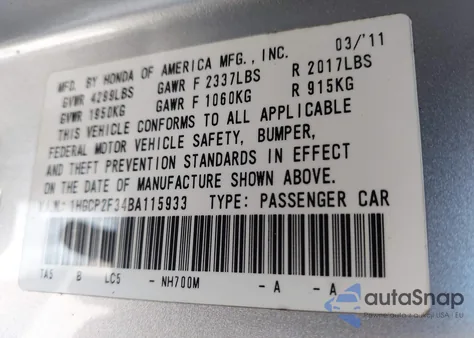 MFD. BY HONDA OF AMERICA MFG., INC. 03/'11
GVWR 4289LBS GAWR F 2337LBS R 2017LBS
GVWR 1950KG GAWR F 1060KG R 915KG
THIS VEHICLE CONFORMS TO ALL APPLICABLE
FEDERAL MOTOR VEHICLE SAFETY, BUMPER,
AND THEFT PREVENTION STANDARDS IN EFFECT
ON THE DATE OF MANUFACTURE SHOWN ABOVE.
V.I.N: 1HGCP2F34BA115933 TYPE: PASSENGER CAR
TA5 B LC5 - NH700M -A -A
autoSnap